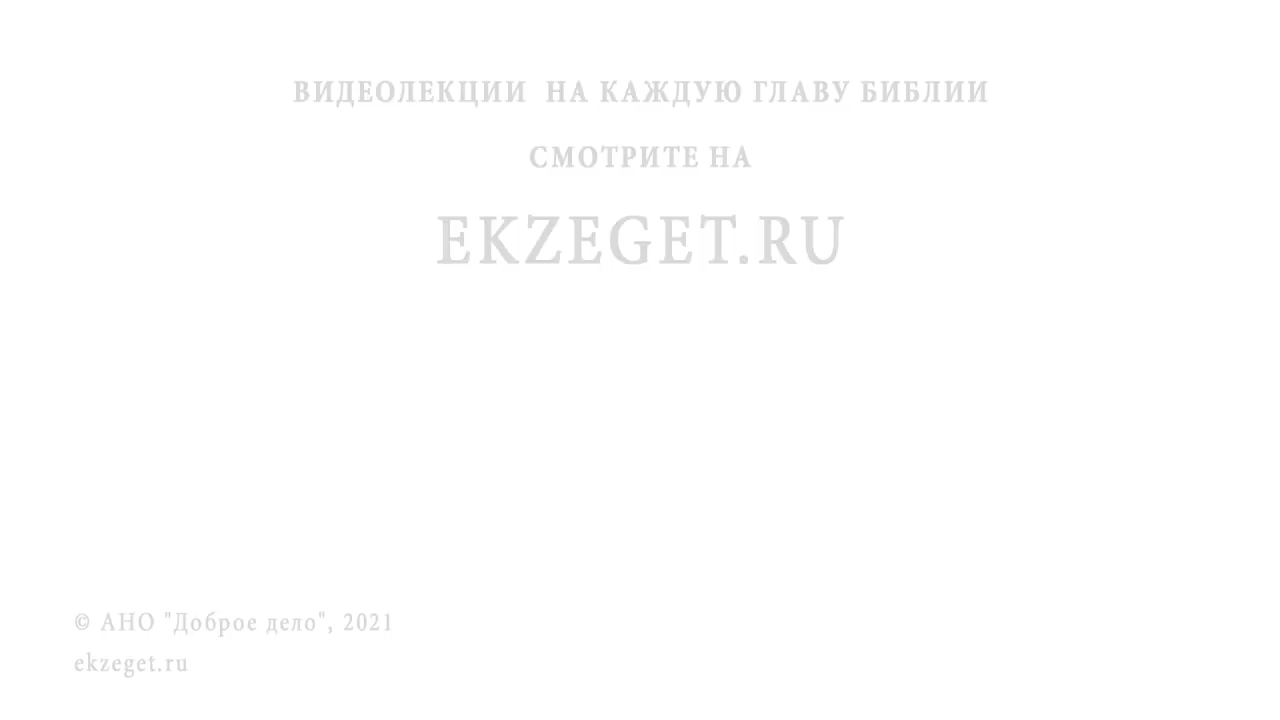 ВИДЕОЛЕКЦИИ НА КАЖДУЮ ГЛАВУ БИБЛИИ
СМОТРИТЕ НА
EKZEGET.RU
© АНО "Доброе дело", 2021
ekzeget.ru